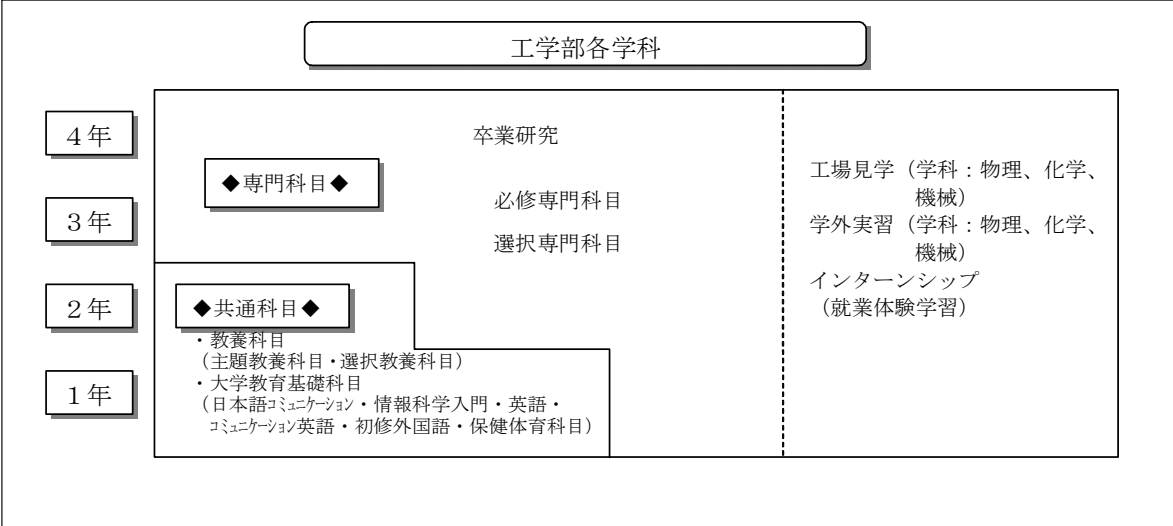 工学部各学科
４年
卒業研究
◆専門科目◆
工場見学（学科：物理、化学、
機械）
３年
必修専門科目
選択専門科目
学外実習（学科：物理、化学、
機械）
２年
◆共通科目◆
インターンシップ
（就業体験学習）
・教養科目
（主題教養科目・選択教養科目）
１年
・大学教育基礎科目
（日本語ｺﾐｭﾆｹｰｼｮﾝ・情報科学入門・英語・
ｺﾐｭﾆｹｰｼｮﾝ英語・初修外国語・保健体育科目）